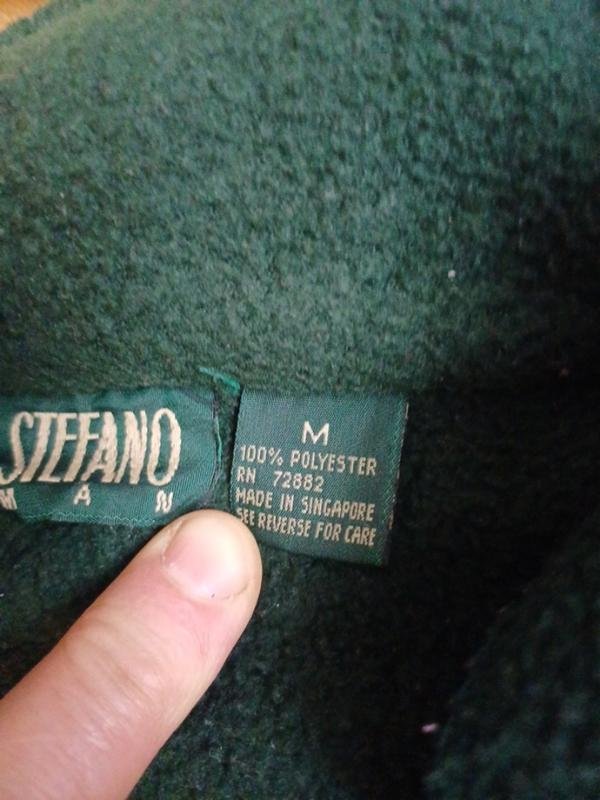 STEFANO
M A N
M
100% POLYESTER
RN 72882
MADE IN SINGAPORE
SEE REVERSE FOR CARE